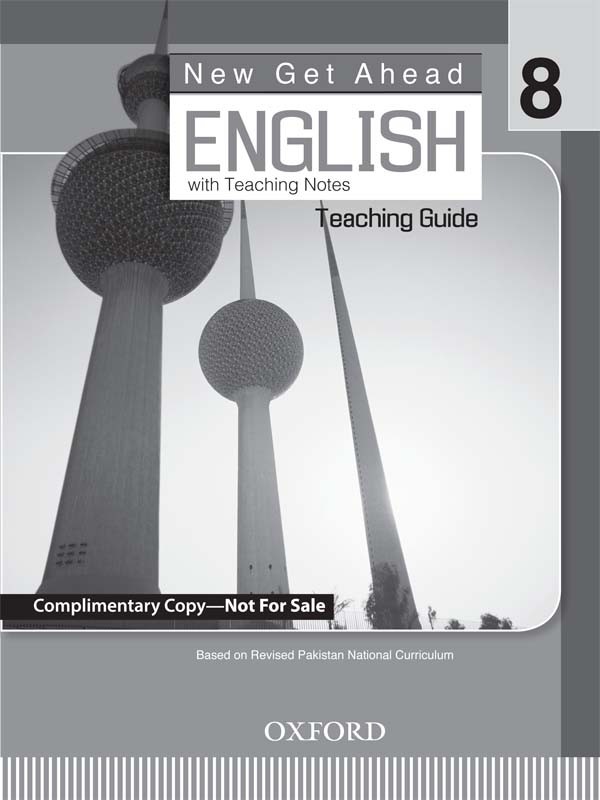 New Get Ahead
8
ENGLISH
with Teaching Notes
Teaching Guide
Complimentary Copy—Not For Sale
Based on Revised Pakistan National Curriculum
OXFORD